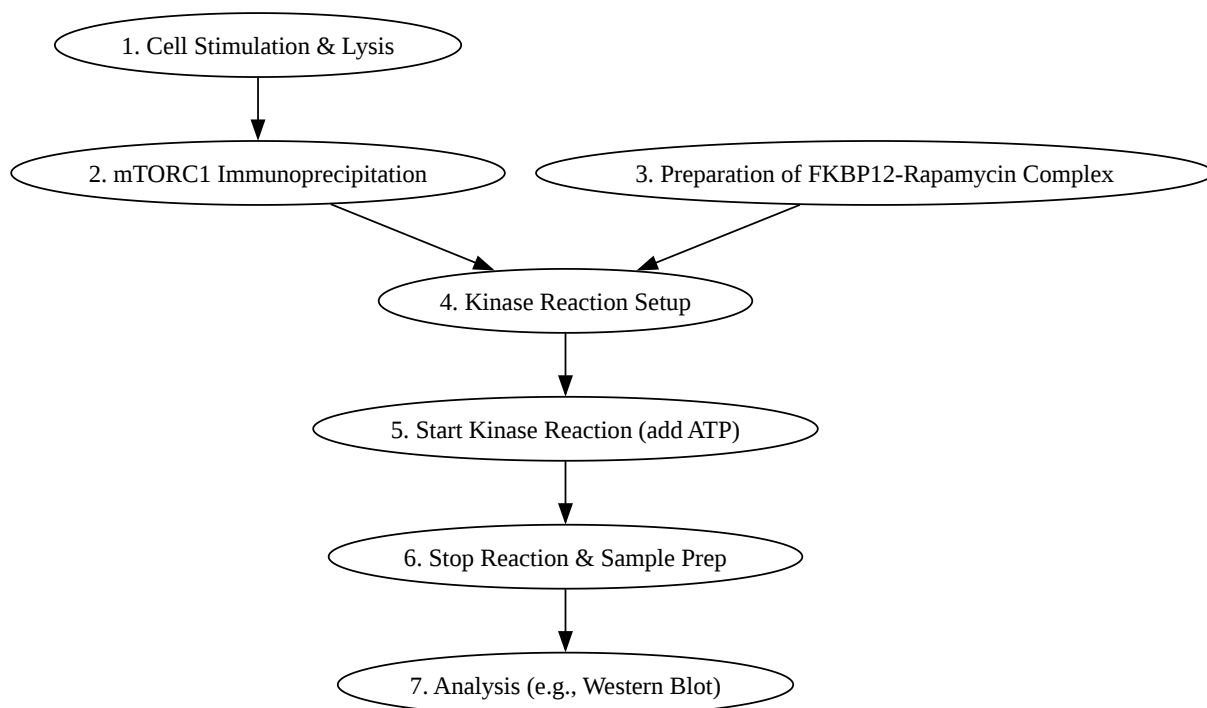 1. Cell Stimulation & Lysis
2. mTORC1 Immunoprecipitation
3. Preparation of FKBP12-Rapamycin Complex
4. Kinase Reaction Setup
5. Start Kinase Reaction (add ATP)
6. Stop Reaction & Sample Prep
7. Analysis (e.g., Western Blot)